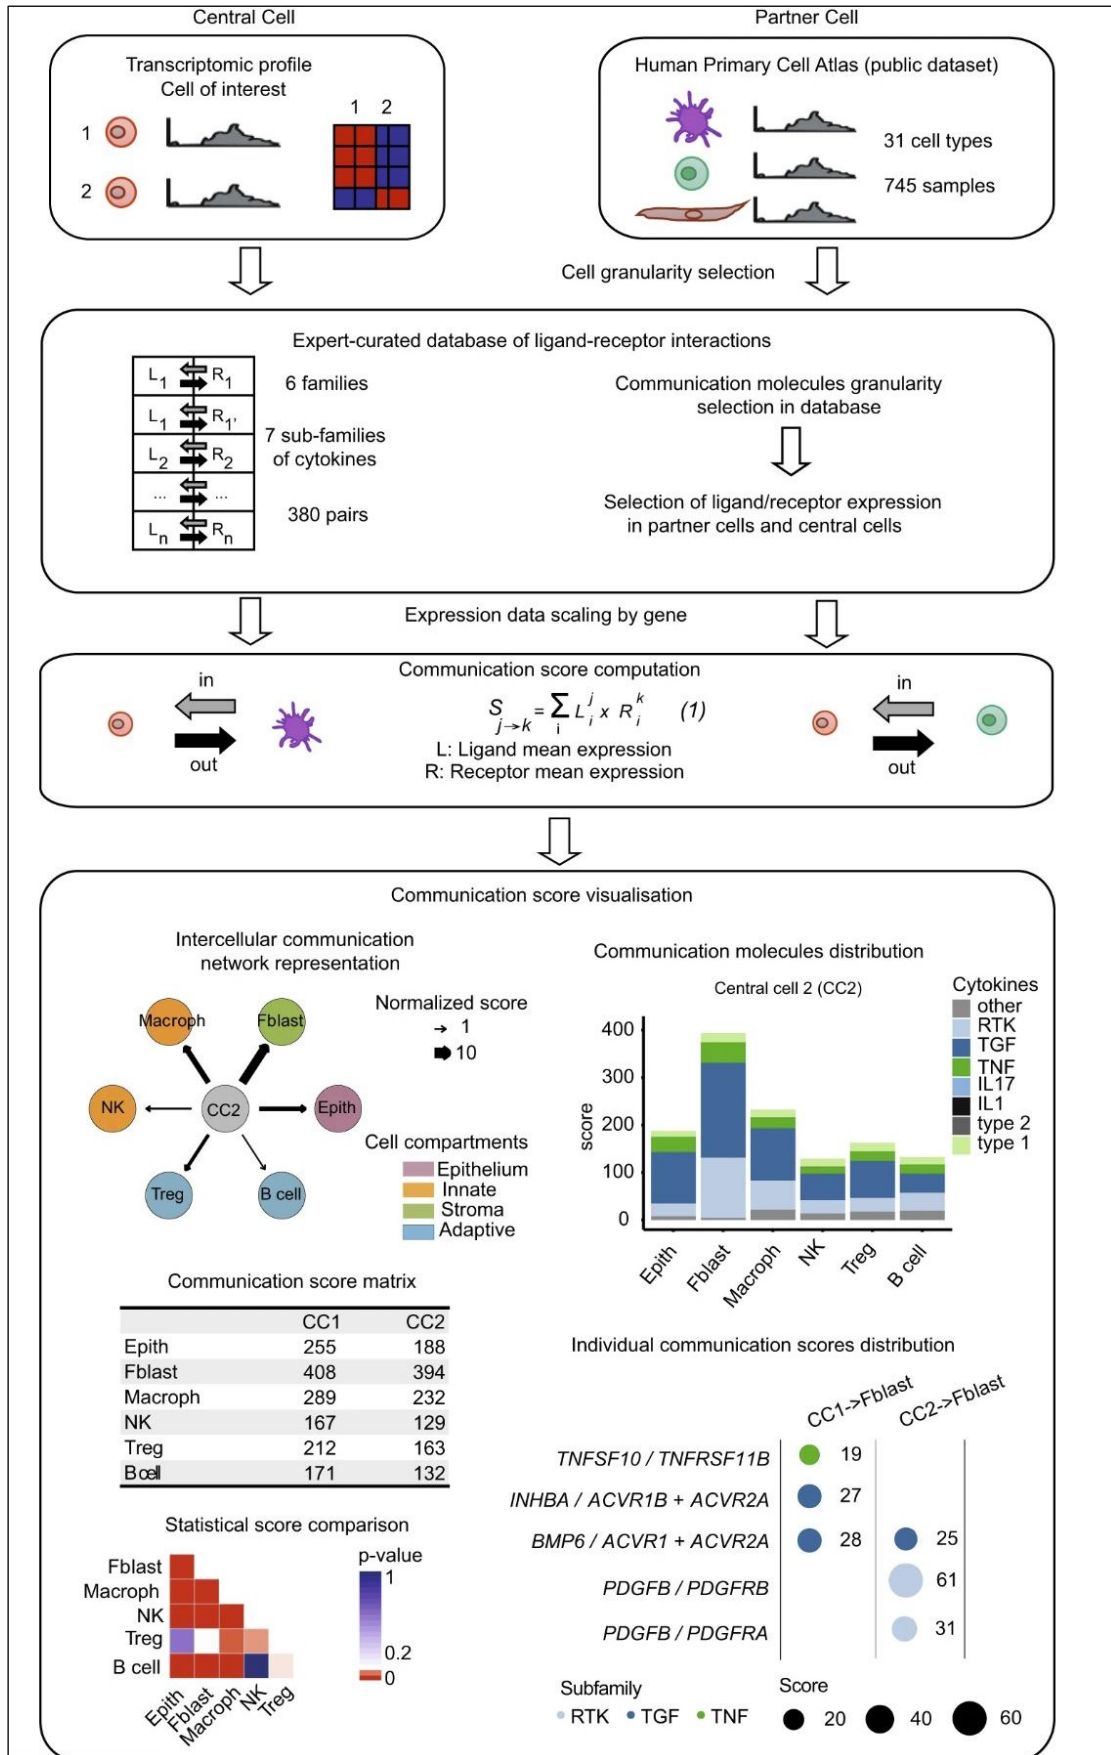 Central Cell
Partner Cell
Transcriptomic profile
Cell of interest
1 2
1
2
Human Primary Cell Atlas (public dataset)
31 cell types
745 samples
Cell granularity selection
Expert-curated database of ligand-receptor interactions
L1 R1
L1 R1'
L2 R2
... ...
Ln Rn
6 families
7 sub-families
of cytokines
380 pairs
Communication molecules granularity
selection in database
Selection of ligand/receptor expression
in partner cells and central cells
Expression data scaling by gene
Communication score computation
in
out
S j→k = Σ i L i j x R i k (1)
L: Ligand mean expression
R: Receptor mean expression
in
out
Communication score visualisation
Intercellular communication
network representation
Macroph
Fblast
NK
CC2
Epith
Treg
B cell
Normalized score
1
10
Cell compartments
Epithelium
Innate
Stroma
Adaptive
Communication molecules distribution
Central cell 2 (CC2)
score
400
300
200
100
0
Epith
Fblast
Macroph
NK
Treg
B cell
Cytokines
other
RTK
TGF
TNF
IL17
IL1
type 2
type 1
Communication score matrix
CC1 CC2
Epith 255 188
Fblast 408 394
Macroph 289 232
NK 167 129
Treg 212 163
B cell 171 132
Statistical score comparison
Fblast
Macroph
NK
Treg
B cell
Epith
Fblast
Macroph
NK
Treg
p-value
1
0.2
0
Individual communication scores distribution
CC1->Fblast
CC2->Fblast
TNFSF10 / TNFRSF11B 19
INHBA / ACVR1B + ACVR2A 27
BMP6 / ACVR1 + ACVR2A 28 25
PDGFB / PDGFRB 61
PDGFB / PDGFRA 31
Subfamily
RTK TGF TNF
Score
20 40 60